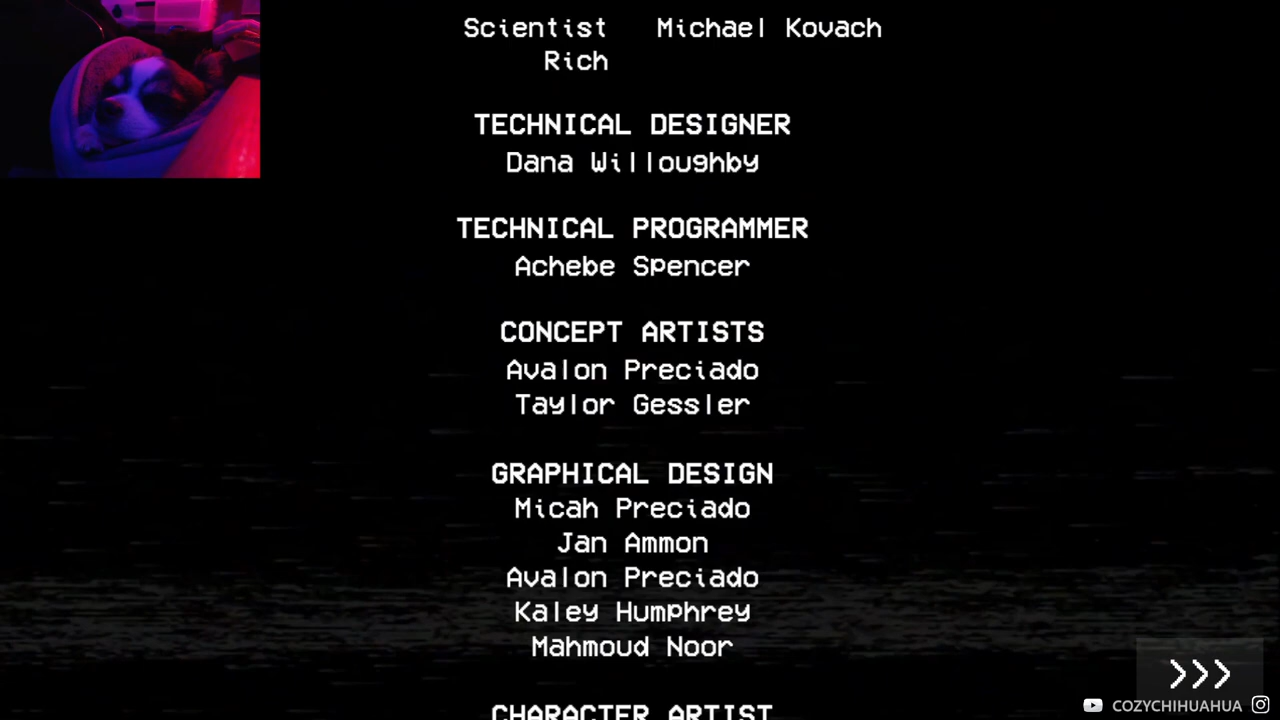 Scientist Michael Kovach
Rich
TECHNICAL DESIGNER
Dana Willoughby
TECHNICAL PROGRAMMER
Achebe Spencer
CONCEPT ARTISTS
Avalon Preciado
Taylor Gessler
GRAPHICAL DESIGN
Micah Preciado
Jan Ammon
Avalon Preciado
Kaley Humphrey
Mahmoud Noor
CHARACTER ARTIST
>>>
COZYCHIHUAHUA